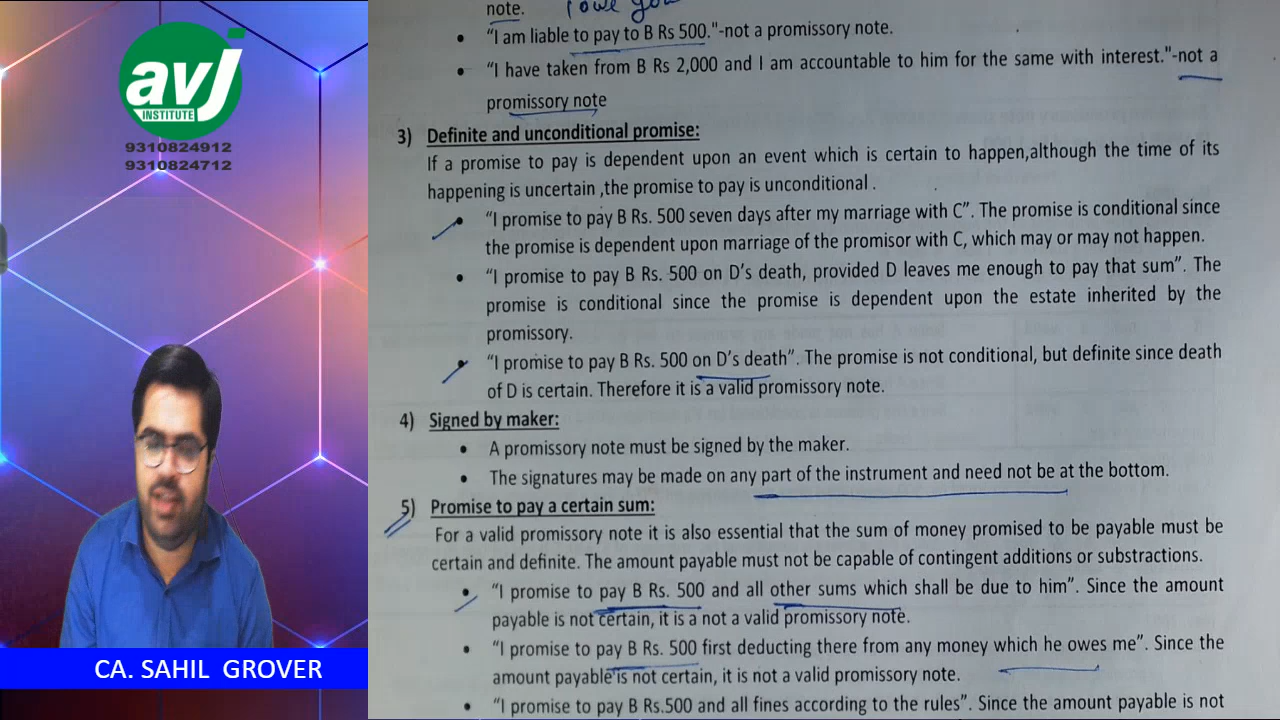 avj
INSTITUTE
9310824912
9310824712
CA. SAHIL GROVER
note. I owe you
• "I am liable to pay to B Rs 500."-not a promissory note.
• "I have taken from B Rs 2,000 and I am accountable to him for the same with interest."-not a
promissory note
3) Definite and unconditional promise:
If a promise to pay is dependent upon an event which is certain to happen,although the time of its
happening is uncertain ,the promise to pay is unconditional .
• "I promise to pay B Rs. 500 seven days after my marriage with C". The promise is conditional since
the promise is dependent upon marriage of the promisor with C, which may or may not happen.
• "I promise to pay B Rs. 500 on D's death, provided D leaves me enough to pay that sum". The
promise is conditional since the promise is dependent upon the estate inherited by the
promissory.
• "I promise to pay B Rs. 500 on D's death". The promise is not conditional, but definite since death
of D is certain. Therefore it is a valid promissory note.
4) Signed by maker:
• A promissory note must be signed by the maker.
• The signatures may be made on any part of the instrument and need not be at the bottom.
5) Promise to pay a certain sum:
For a valid promissory note it is also essential that the sum of money promised to be payable must be
certain and definite. The amount payable must not be capable of contingent additions or substractions.
• "I promise to pay B Rs. 500 and all other sums which shall be due to him". Since the amount
payable is not certain, it is a not a valid promissory note.
• "I promise to pay B Rs. 500 first deducting there from any money which he owes me". Since the
amount payable is not certain, it is not a valid promissory note.
• "I promise to pay B Rs.500 and all fines according to the rules". Since the amount payable is not